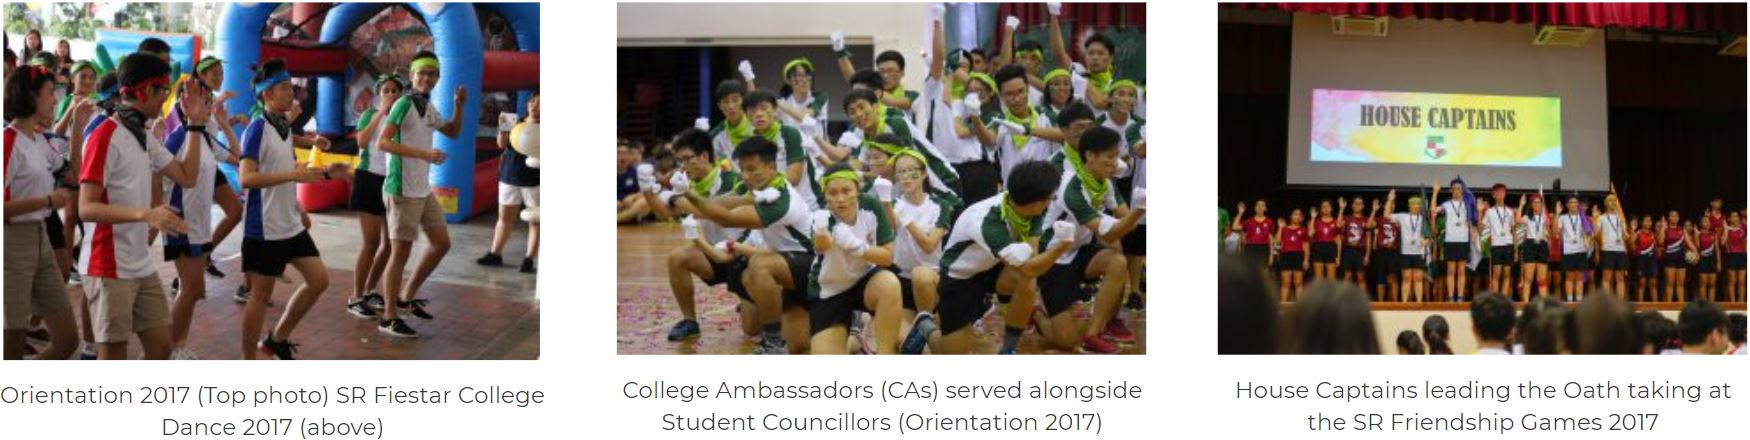 HOUSE CAPTAINS
Orientation 2017 (Top photo) SR Fiestar College
Dance 2017 (above)
College Ambassadors (CAs) served alongside
Student Councillors (Orientation 2017)
House Captains leading the Oath taking at
the SR Friendship Games 2017